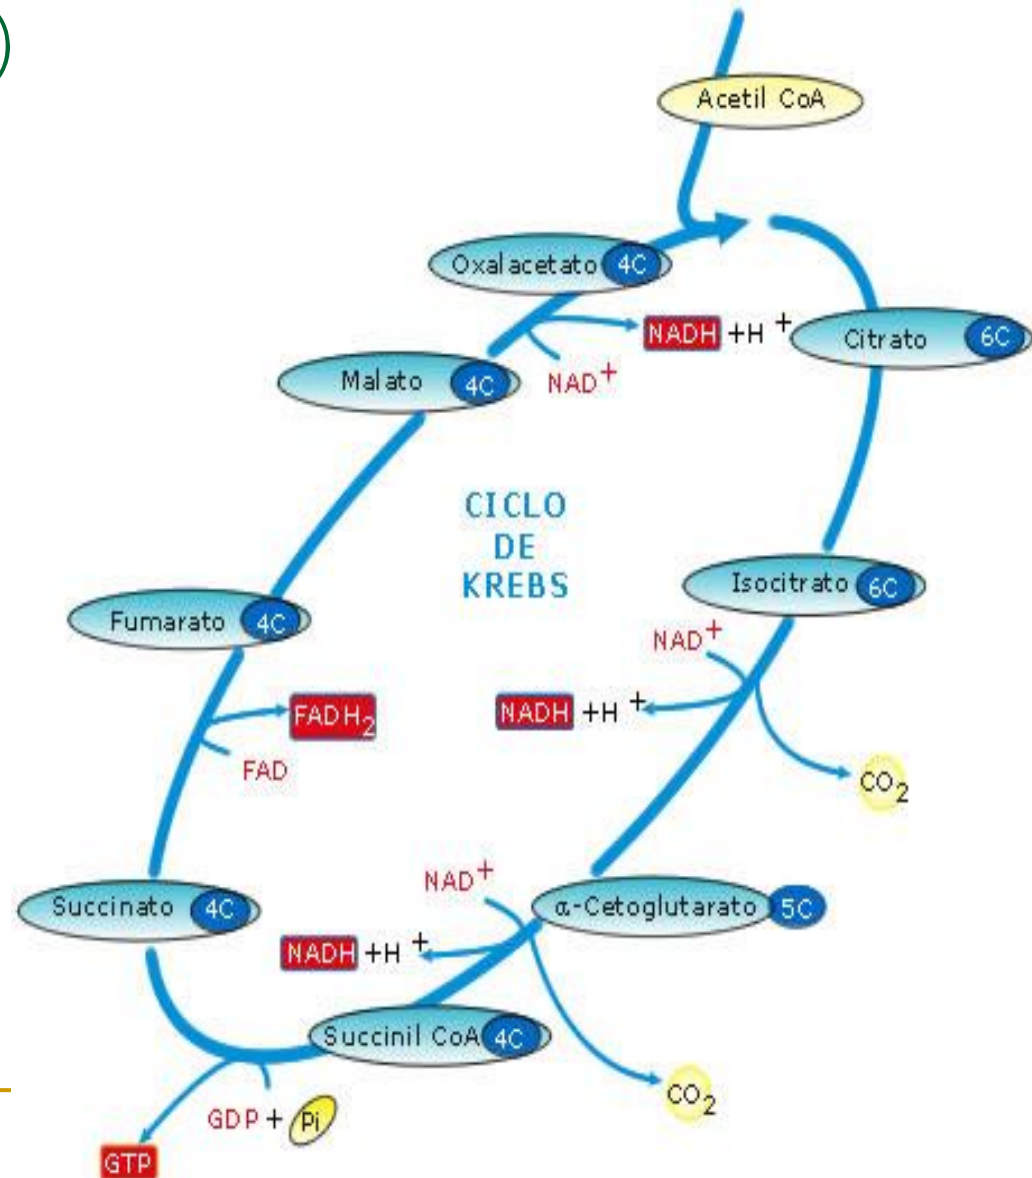 )
Acetil CoA
Oxalacetato 4C
NADH +H +
NAD+
Citrato 6C
Malato 4C
CICLO
DE
KREBS
Isocitrato 6C
NAD+
NADH +H +
CO2
Fumarato 4C
FADH2
FAD
α-Cetoglutarato 5C
NAD+
NADH +H +
CO2
Succinato 4C
Succinil CoA 4C
GDP + Pi
GTP